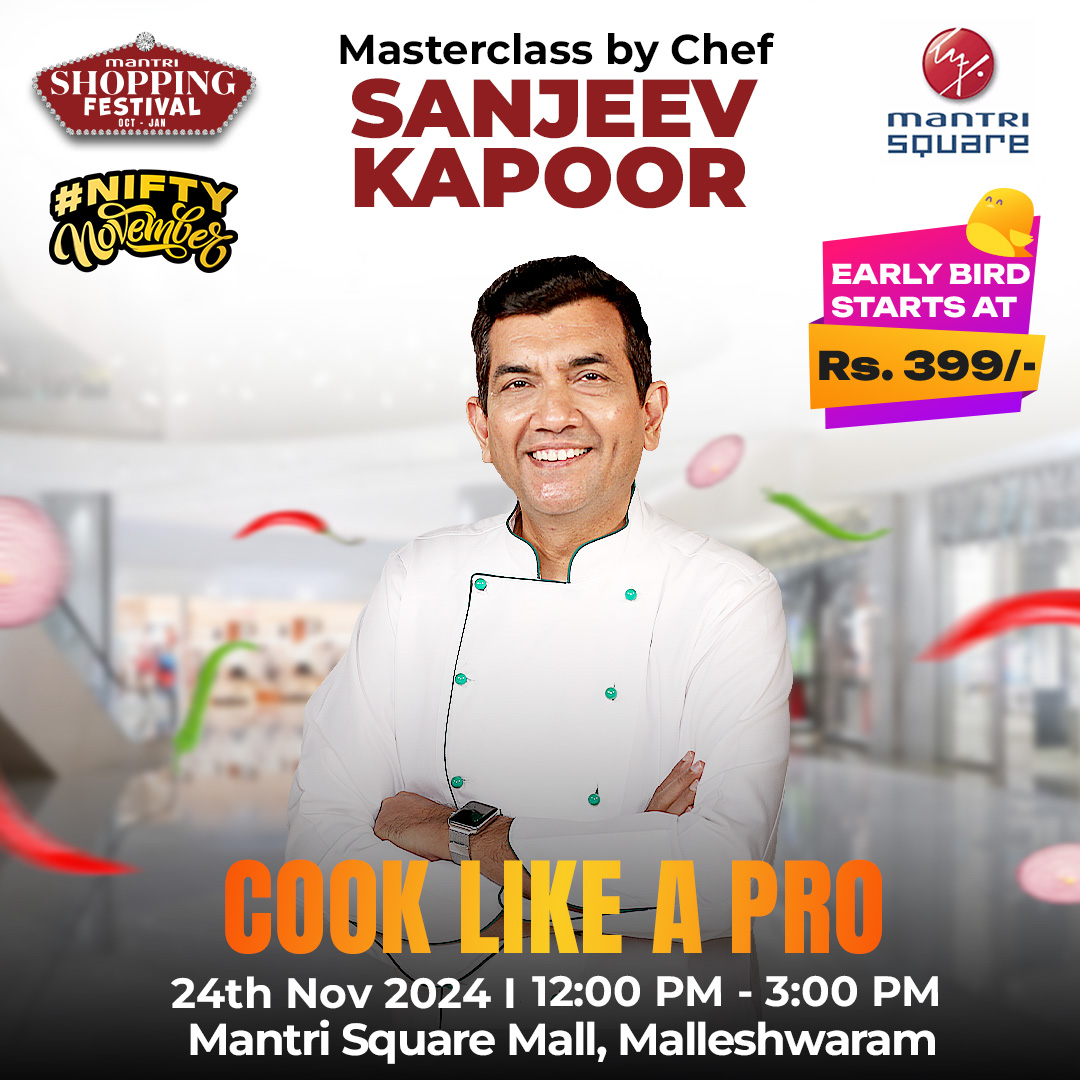 mantri
SHOPPING
FESTIVAL
OCT - JAN
#NIFTY
November
Masterclass by Chef
SANJEEV
KAPOOR
mantri
square
EARLY BIRD
STARTS AT
Rs. 399/-
COOK LIKE A PRO
24th Nov 2024 | 12:00 PM - 3:00 PM
Mantri Square Mall, Malleshwaram